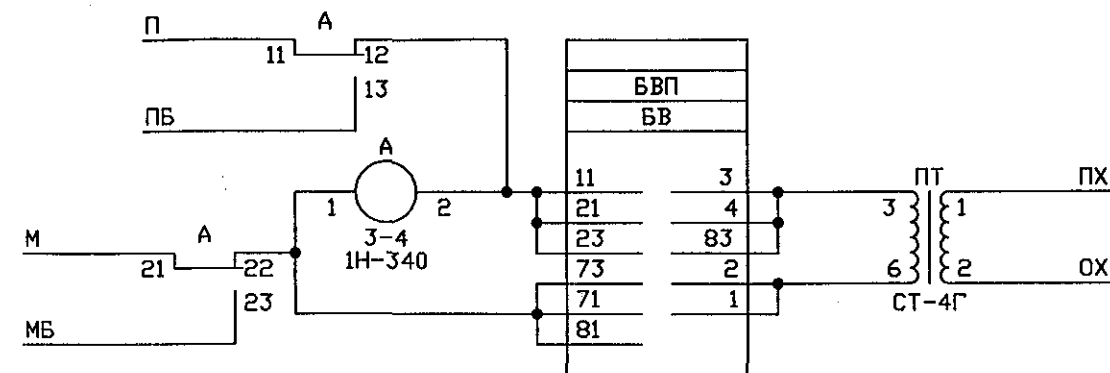 П А
11 12
13
ПБ
БВП
БВ
А
1 2
3-4
1Н-340
М А
21 22
23
МБ
11 3
21 4
23 83
73 2
71 1
81
ПТ
3 1
6 2
СТ-4Г
ПХ
ОХ